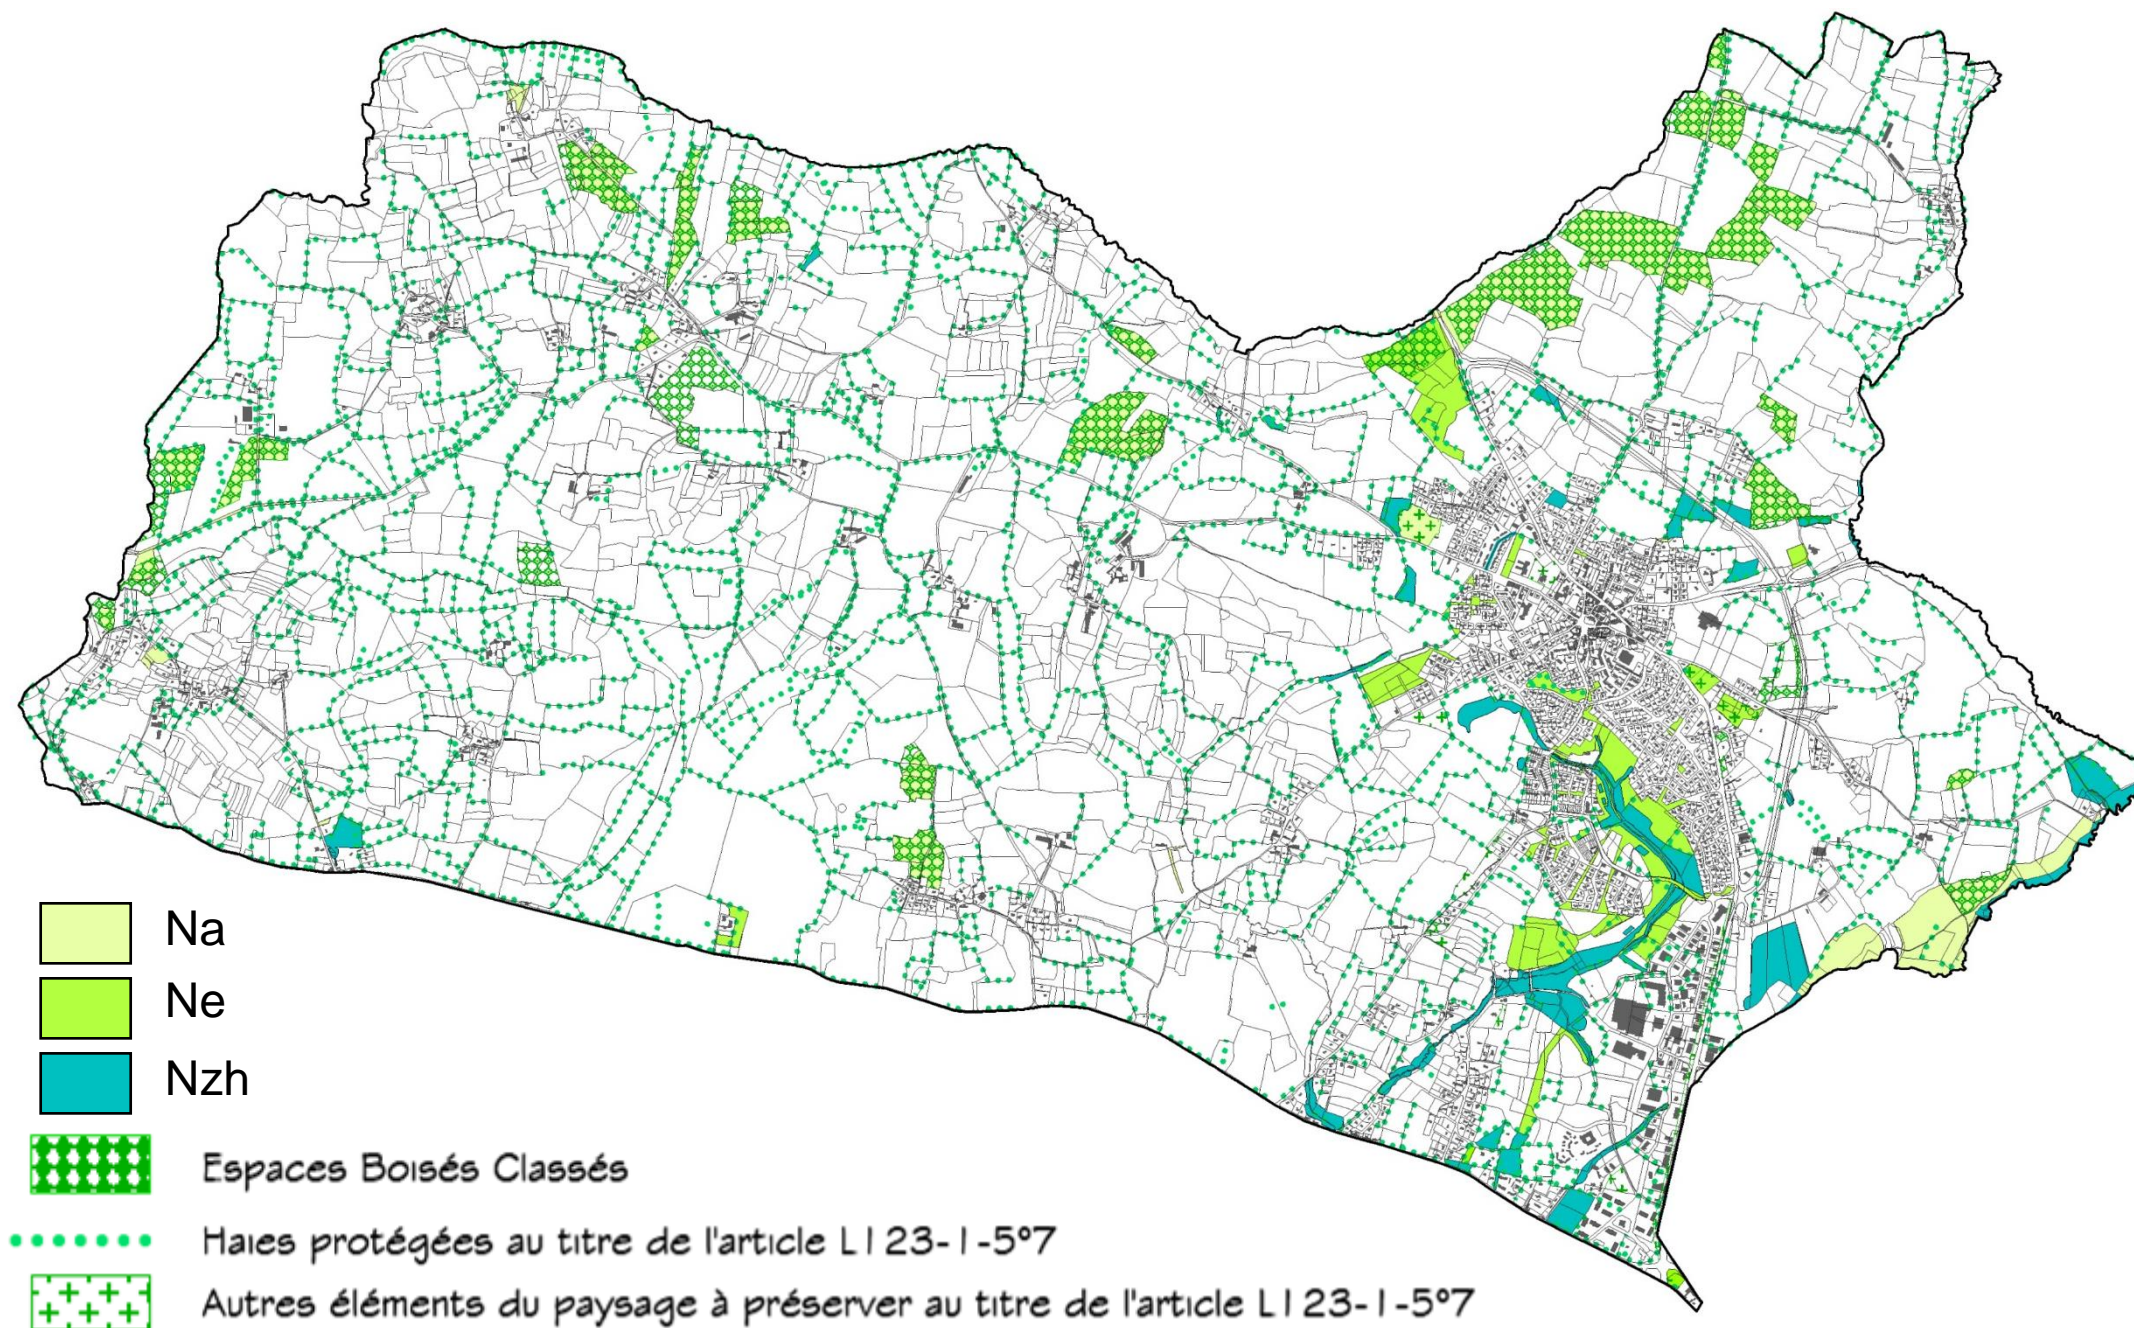 Na
Ne
Nzh
Espaces Boisés Classés
Haies protégées au titre de l'article L123-1-5°7
Autres éléments du paysage à préserver au titre de l'article L123-1-5°7